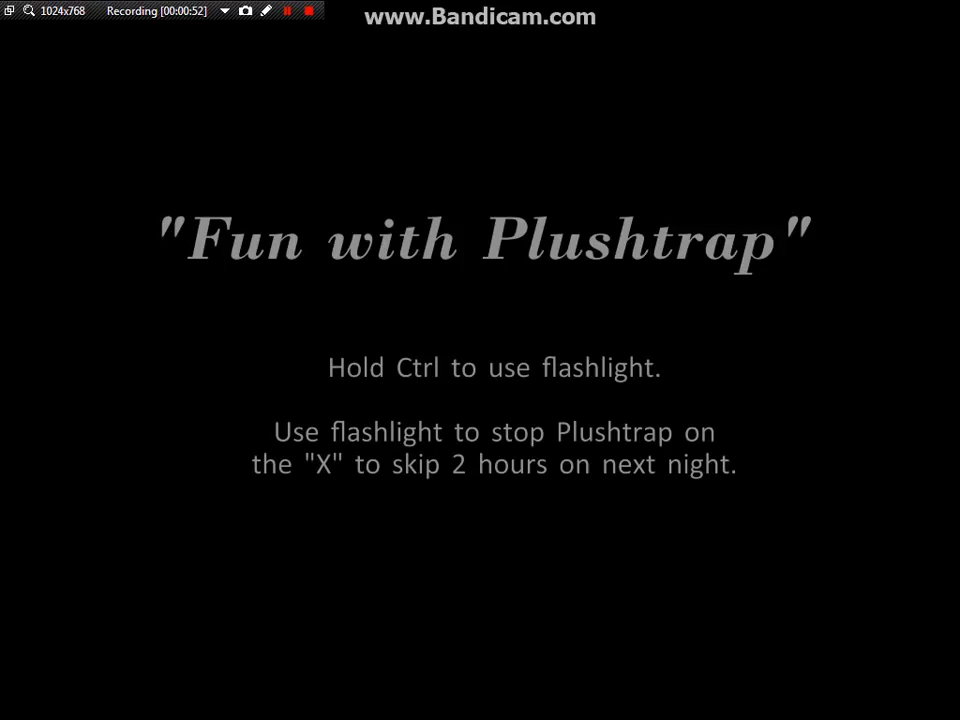 1024x768 Recording [00:00:52]
www.Bandicam.com
"Fun with Plushtrap"
Hold Ctrl to use flashlight.
Use flashlight to stop Plushtrap on
the "X" to skip 2 hours on next night.